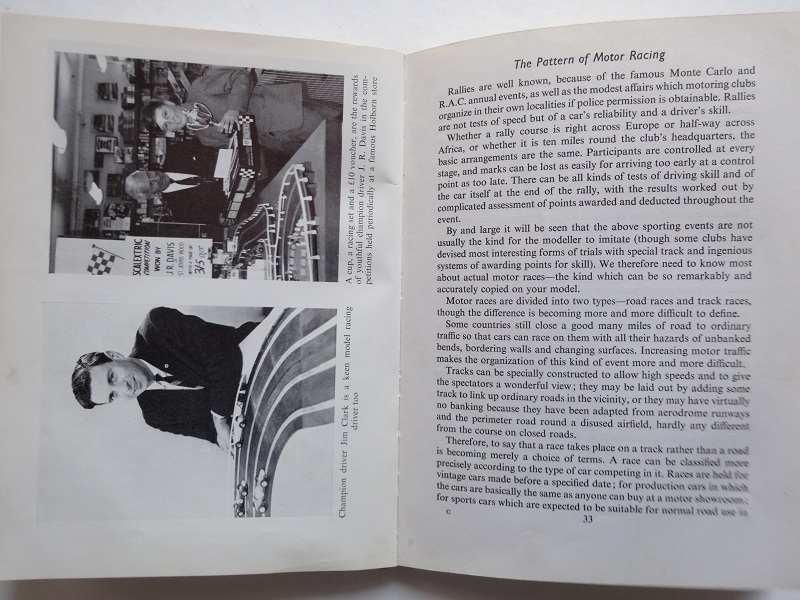 SCALEXTRIC
COMPETITION
WON BY
J.R DAVIS
A cup, a racing set and a £10 voucher, are the rewards
of youthful champion driver J. R. Davis in the com-
petitions held periodically at a famous Holborn store
Champion driver Jim Clark is a keen model racing
driver too
The Pattern of Motor Racing
Rallies are well known, because of the famous Monte Carlo and
R.A.C. annual events, as well as the modest affairs which motoring clubs
organize in their own localities if police permission is obtainable. Rallies
are not tests of speed but of a car's reliability and a driver's skill.
Whether a rally course is right across Europe or half-way across
Africa, or whether it is ten miles round the club's headquarters, the
basic arrangements are the same. Participants are controlled at every
stage, and marks can be lost as easily for arriving too early at a control
point as too late. There can be all kinds of tests of driving skill and of
the car itself at the end of the rally, with the results worked out by
complicated assessment of points awarded and deducted throughout the
event.
By and large it will be seen that the above sporting events are not
usually the kind for the modeller to imitate (though some clubs have
devised most interesting forms of trials with special track and ingenious
systems of awarding points for skill). We therefore need to know most
about actual motor races—the kind which can be so remarkably and
accurately copied on your model.
Motor races are divided into two types—road races and track races,
though the difference is becoming more and more difficult to define.
Some countries still close a good many miles of road to ordinary
traffic so that cars can race on them with all their hazards of unbanked
bends, bordering walls and changing surfaces. Increasing motor traffic
makes the organization of this kind of event more and more difficult.
Tracks can be specially constructed to allow high speeds and to give
the spectators a wonderful view; they may be laid out by adding some
track to link up ordinary roads in the vicinity, or they may have virtually
no banking because they have been adapted from aerodrome runways
and the perimeter road round a disused airfield, hardly any different
from the course on closed roads.
Therefore, to say that a race takes place on a track rather than a road
is becoming merely a choice of terms. A race can be classified more
precisely according to the type of car competing in it. Races are held for
vintage cars made before a specified date; for production cars in which
the cars are basically the same as anyone can buy at a motor showroom;
for sports cars which are expected to be suitable for normal road use in
C
33